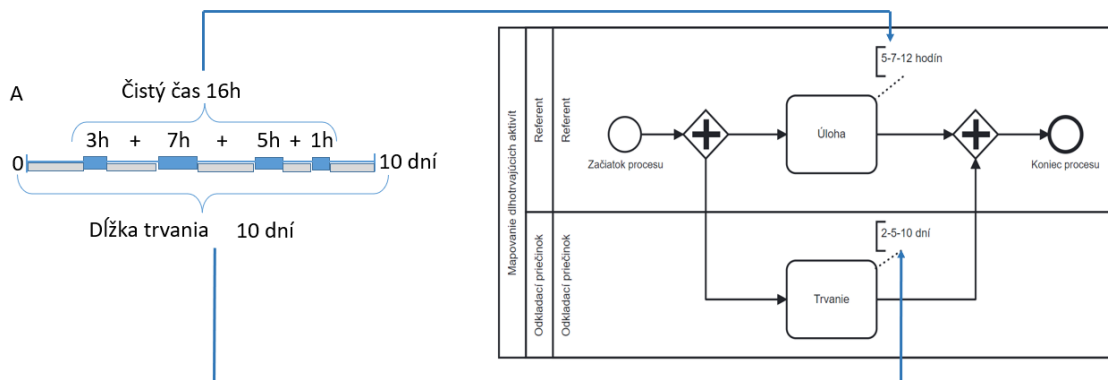 A
Čistý čas 16h
3h + 7h + 5h + 1h
0
10 dní
Dĺžka trvania 10 dní
Mapovanie dlhotrvajúcich aktivít
Referent
Referent
Začiatok procesu
Úloha
5-7-12 hodín
Koniec procesu
Odkladací priečinok
Odkladací priečinok
Trvanie
2-5-10 dní